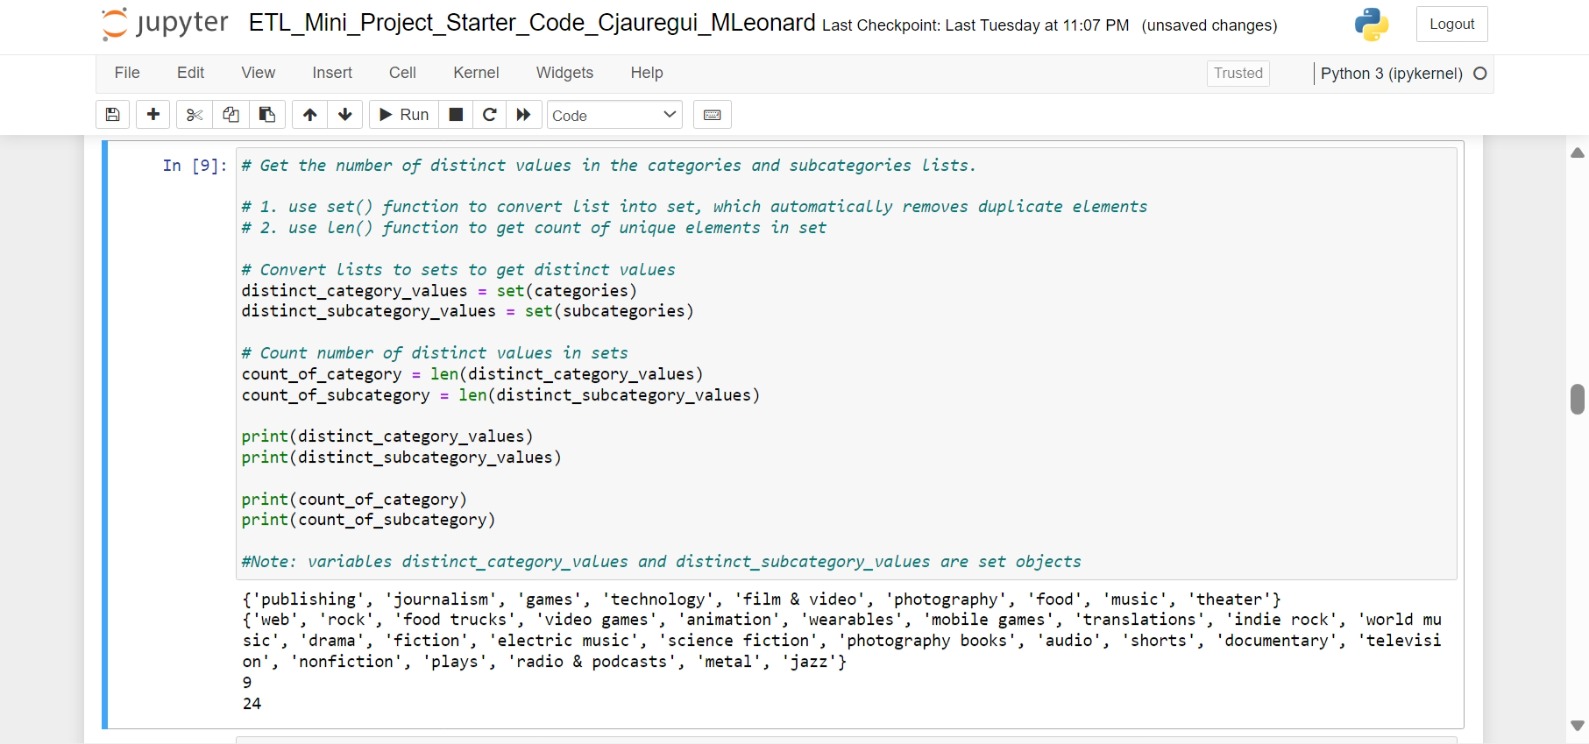 jupyter ETL_Mini_Project_Starter_Code_Cjauregui_MLeonard Last Checkpoint: Last Tuesday at 11:07 PM (unsaved changes) Logout
File Edit View Insert Cell Kernel Widgets Help Trusted Python 3 (ipykernel)
Run Code
In [9]: # Get the number of distinct values in the categories and subcategories lists.
# 1. use set() function to convert list into set, which automatically removes duplicate elements
# 2. use len() function to get count of unique elements in set
# Convert lists to sets to get distinct values
distinct_category_values = set(categories)
distinct_subcategory_values = set(subcategories)
# Count number of distinct values in sets
count_of_category = len(distinct_category_values)
count_of_subcategory = len(distinct_subcategory_values)
print(distinct_category_values)
print(distinct_subcategory_values)
print(count_of_category)
print(count_of_subcategory)
#Note: variables distinct_category_values and distinct_subcategory_values are set objects
{'publishing', 'journalism', 'games', 'technology', 'film & video', 'photography', 'food', 'music', 'theater'}
{'web', 'rock', 'food trucks', 'video games', 'animation', 'wearables', 'mobile games', 'translations', 'indie rock', 'world mu
sic', 'drama', 'fiction', 'electric music', 'science fiction', 'photography books', 'audio', 'shorts', 'documentary', 'televisi
on', 'nonfiction', 'plays', 'radio & podcasts', 'metal', 'jazz'}
9
24